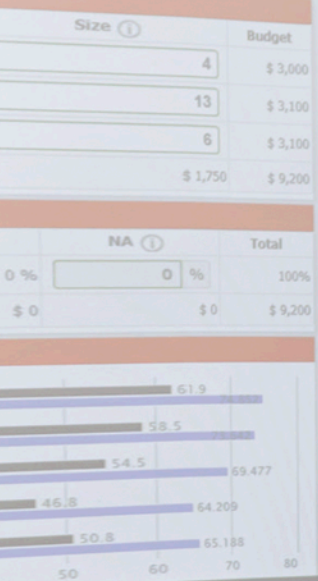 Size i Budget
4 $ 3,000
13 $ 3,100
6 $ 3,100
$ 1,750 $ 9,200
NA i Total
0 % 0 % 100%
$ 0 $ 0 $ 9,200
61.9
58.5
54.5
69.477
46.8
64.209
50.8
65.188
50 60 70 80